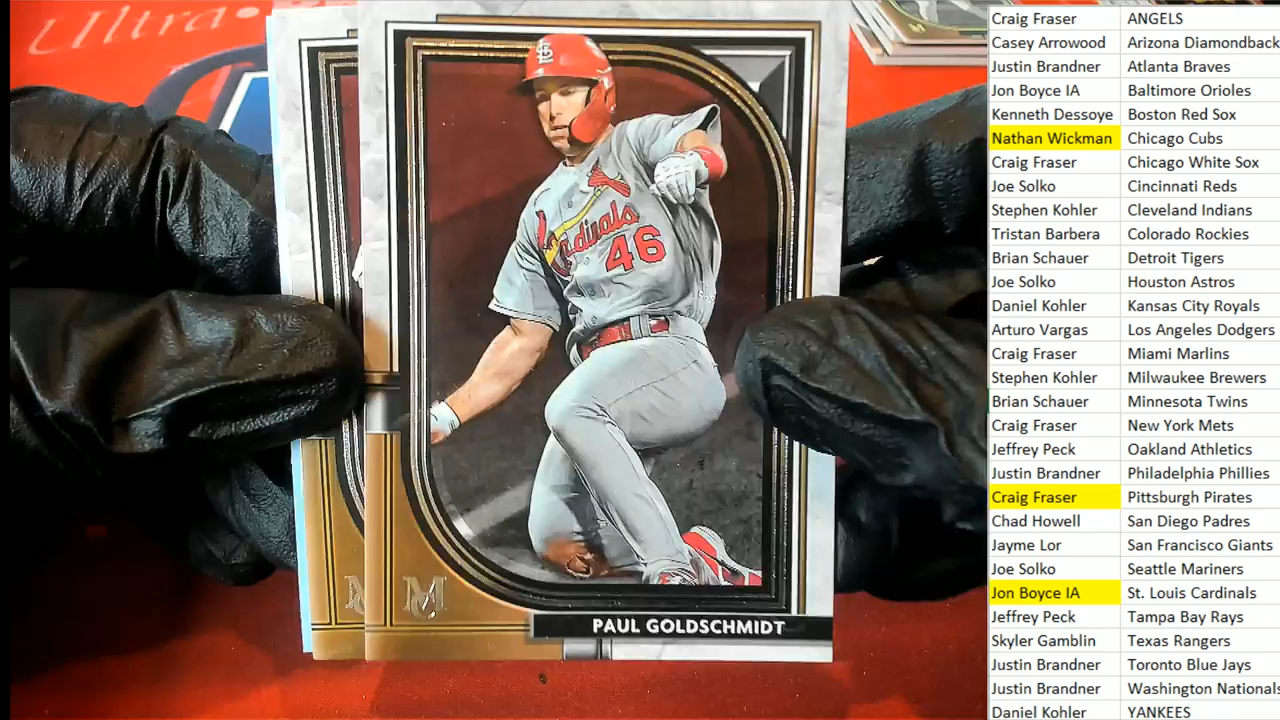 Ultra
Cardinals
46
M
PAUL GOLDSCHMIDT
Craig Fraser ANGELS
Casey Arrowood Arizona Diamondback
Justin Brandner Atlanta Braves
Jon Boyce IA Baltimore Orioles
Kenneth Dessoye Boston Red Sox
Nathan Wickman Chicago Cubs
Craig Fraser Chicago White Sox
Joe Solko Cincinnati Reds
Stephen Kohler Cleveland Indians
Tristan Barbera Colorado Rockies
Brian Schauer Detroit Tigers
Joe Solko Houston Astros
Daniel Kohler Kansas City Royals
Arturo Vargas Los Angeles Dodgers
Craig Fraser Miami Marlins
Stephen Kohler Milwaukee Brewers
Brian Schauer Minnesota Twins
Craig Fraser New York Mets
Jeffrey Peck Oakland Athletics
Justin Brandner Philadelphia Phillies
Craig Fraser Pittsburgh Pirates
Chad Howell San Diego Padres
Jayme Lor San Francisco Giants
Joe Solko Seattle Mariners
Jon Boyce IA St. Louis Cardinals
Jeffrey Peck Tampa Bay Rays
Skyler Gamblin Texas Rangers
Justin Brandner Toronto Blue Jays
Justin Brandner Washington Nationals
Daniel Kohler YANKEES